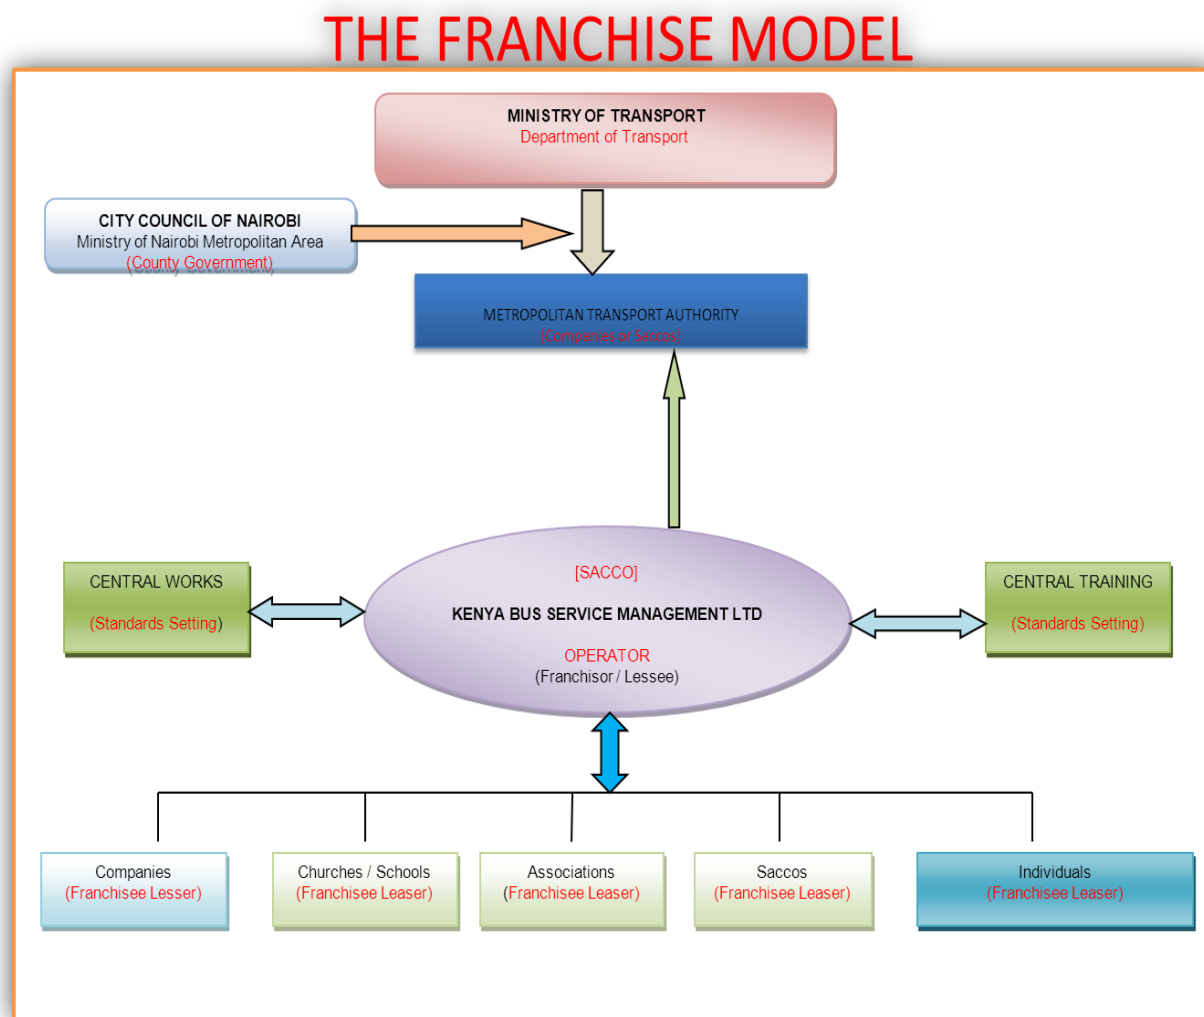 THE FRANCHISE MODEL
MINISTRY OF TRANSPORT
Department of Transport
CITY COUNCIL OF NAIROBI
Ministry of Nairobi Metropolitan Area
(County Government)
METROPOLITAN TRANSPORT AUTHORITY
(Companies or Saccos)
[SACCO]
KENYA BUS SERVICE MANAGEMENT LTD
OPERATOR
(Franchisor / Lessee)
CENTRAL WORKS
(Standards Setting)
CENTRAL TRAINING
(Standards Setting)
Companies
(Franchisee Lesser)
Churches / Schools
(Franchisee Leaser)
Associations
(Franchisee Leaser)
Saccos
(Franchisee Leaser)
Individuals
(Franchisee Leaser)